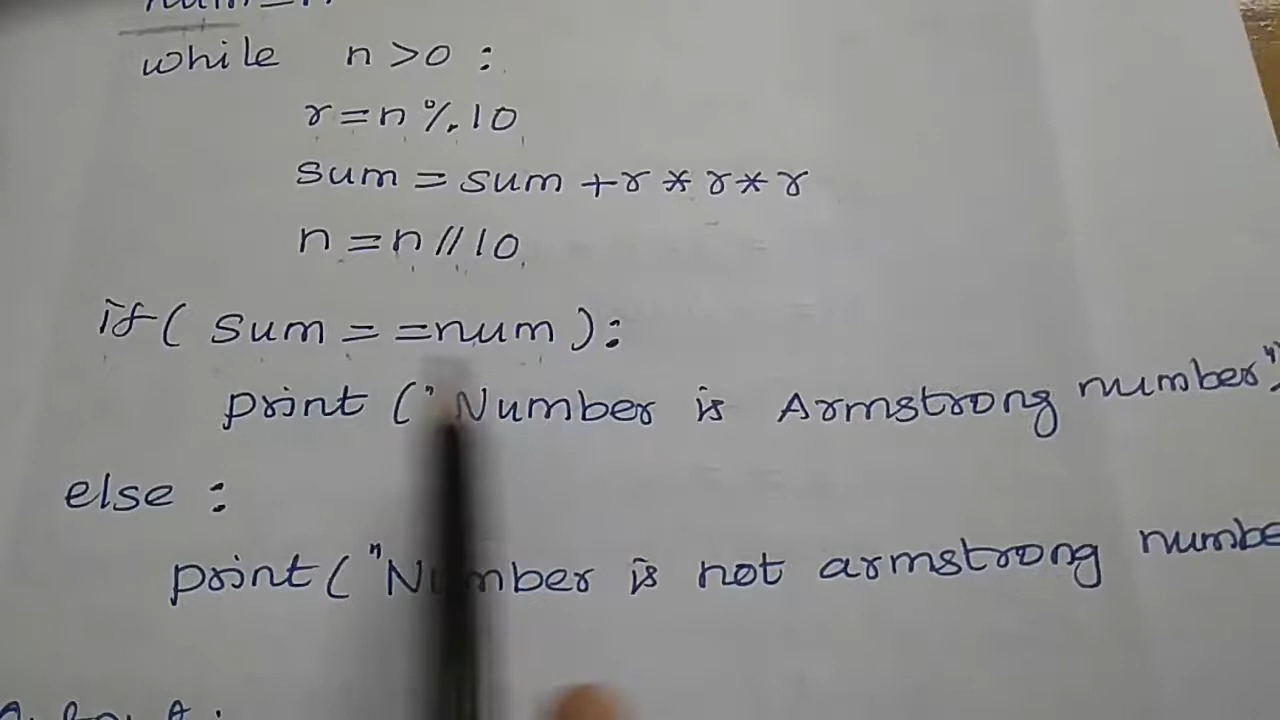 while n>0 :
r=n%10
sum=sum+r*r*r
n=n//10
if( sum==num):
print ("Number is Armstrong number"
else :
print("Number is not armstrong